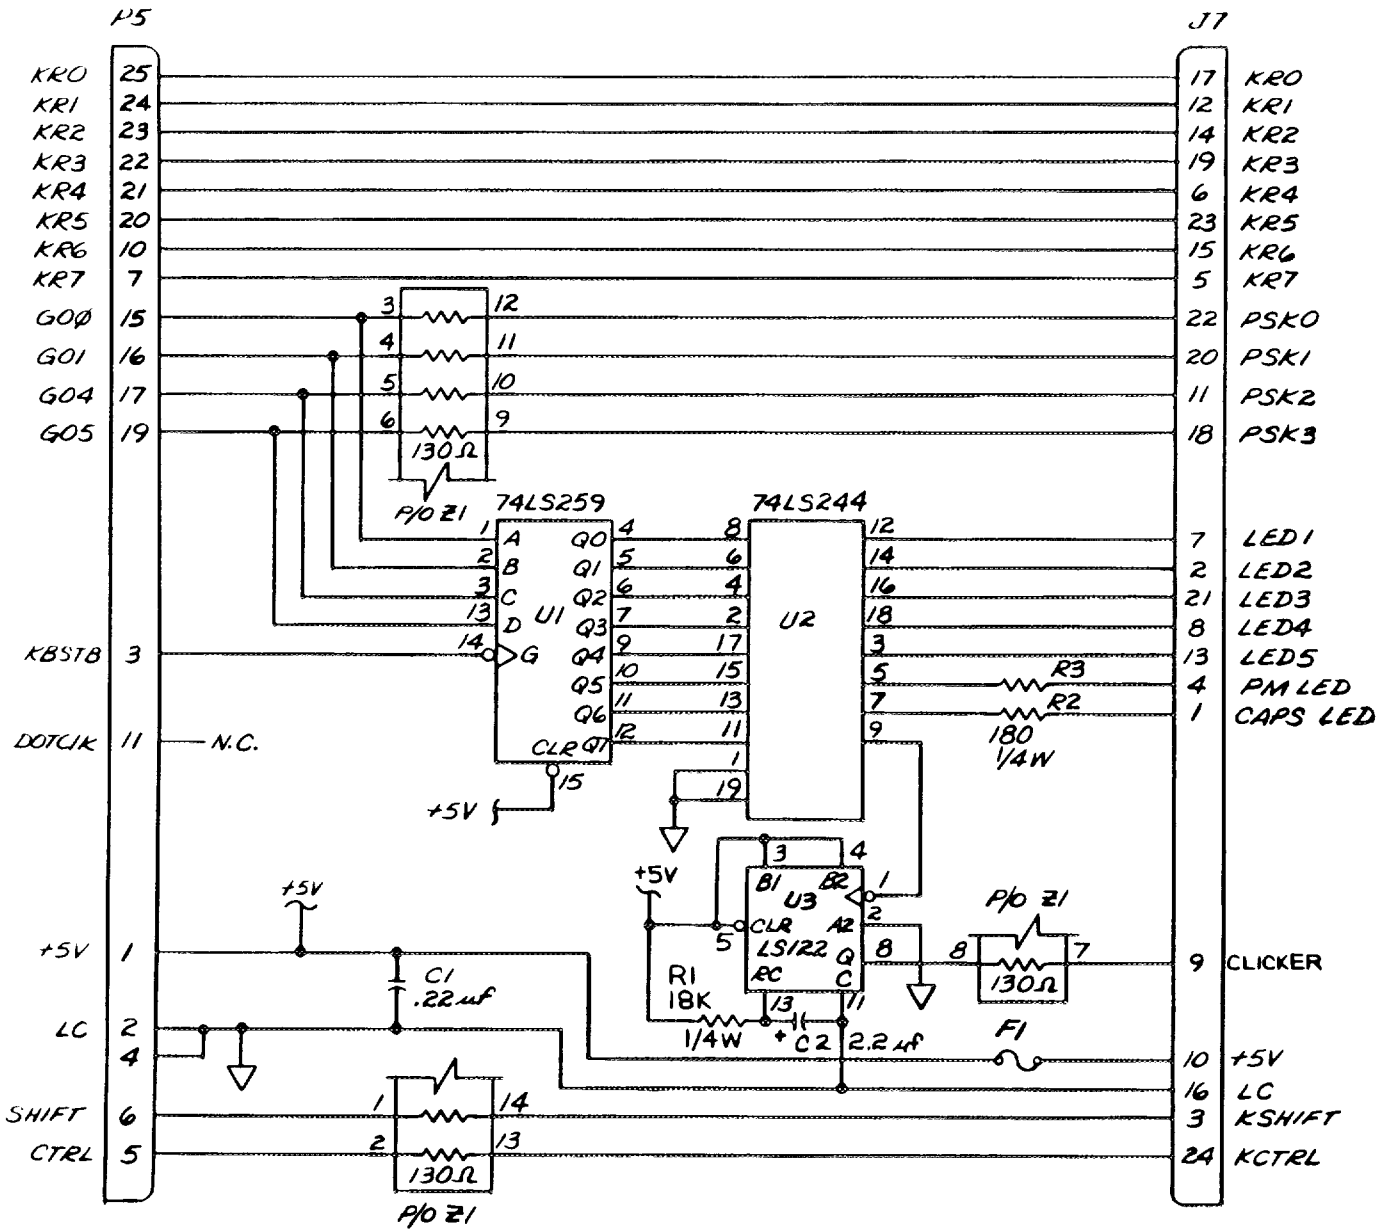 P5 J7
KR0 25 17 KR0
KR1 24 12 KR1
KR2 23 14 KR2
KR3 22 19 KR3
KR4 21 6 KR4
KR5 20 23 KR5
KR6 10 15 KR6
KR7 7 5 KR7
GOØ 15 3 12 22 PSK0
GO1 16 4 11 20 PSK1
GO4 17 5 10 11 PSK2
GO5 19 6 9 18 PSK3
130Ω
P/O Z1
74LS259 74LS244
1 A Q0 4 8 12 7 LED1
2 B Q1 5 6 14 2 LED2
3 C Q2 6 4 16 21 LED3
13 D U1 Q3 7 2 U2 18 8 LED4
KBSTB 3 14 G Q4 9 17 3 13 LED5
Q5 10 15 5 R3 4 PM LED
Q6 11 13 7 R2 1 CAPS LED
180
1/4W
DOTCLK 11 N.C. CLR Q7 12 11 9
15 1
+5V 19
3 4
+5V B1 B2 1
U3
5 CLR A2 2
LS122
+5V P/O Z1
+5V 1 Q 8 8 7 9 CLICKER
130Ω
C1
.22 uf
R1
18K
RC C
13 11
1/4W + C2 2.2 uf
LC 2
4
F1
10 +5V
16 LC
SHIFT 6 1 14 3 KSHIFT
CTRL 5 2 13 24 KCTRL
130Ω
P/O Z1